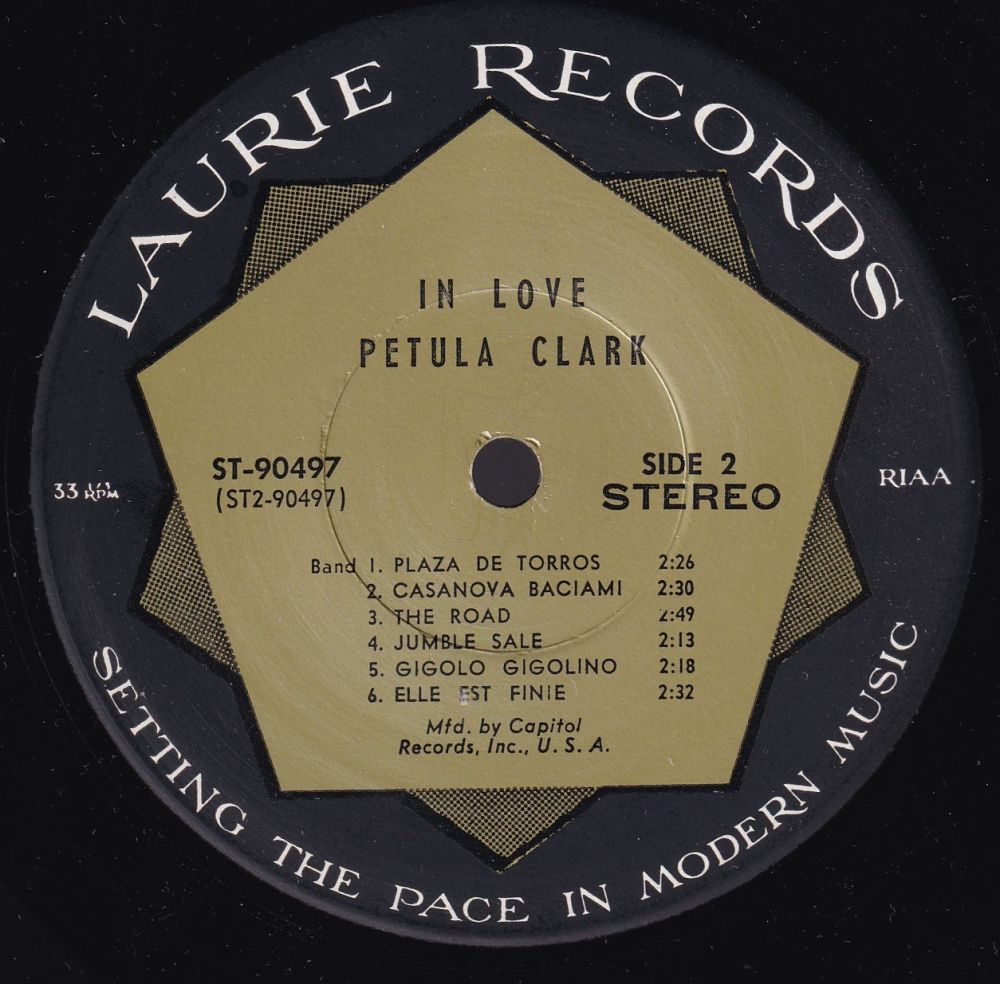 LAURIE RECORDS
IN LOVE
PETULA CLARK
ST-90497
(ST2-90497)
SIDE 2
STEREO
33 1/3 RPM
RIAA
Band 1. PLAZA DE TORROS 2:26
2. CASANOVA BACIAMI 2:30
3. THE ROAD 2:49
4. JUMBLE SALE 2:13
5. GIGOLO GIGOLINO 2:18
6. ELLE EST FINIE 2:32
Mfd. by Capitol
Records, Inc., U. S. A.
SETTING THE PACE IN MODERN MUSIC